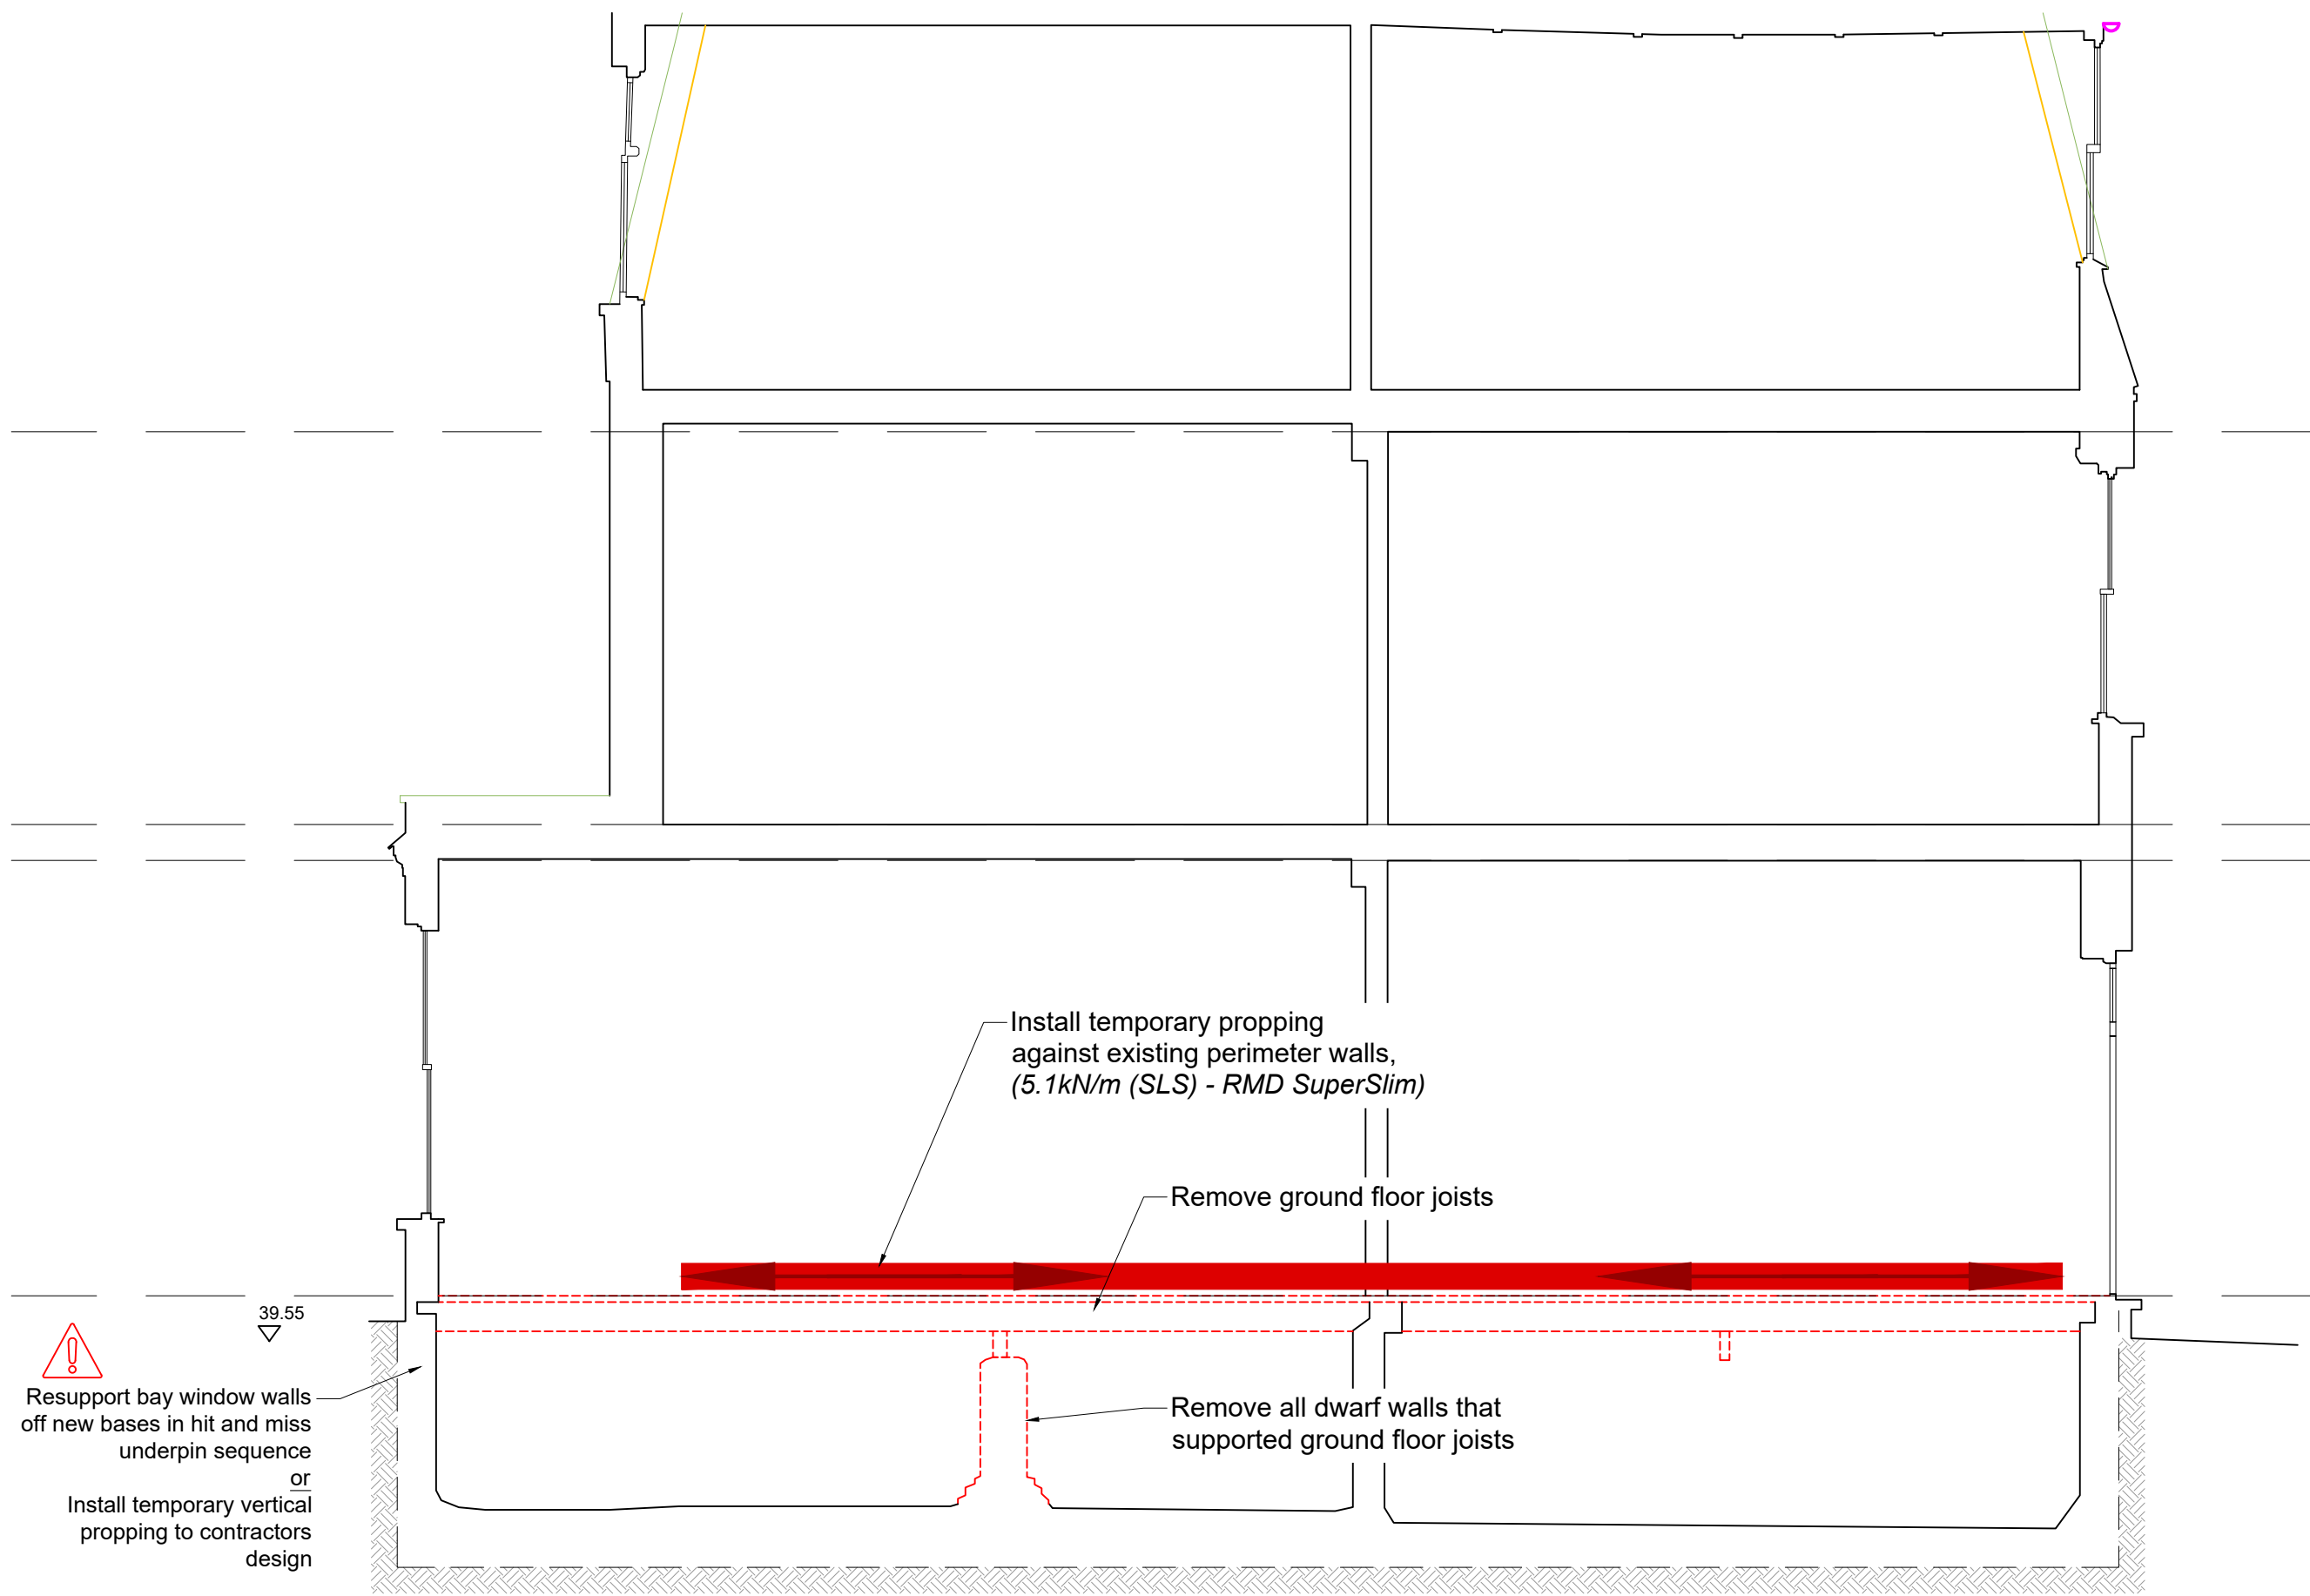 Install temporary propping
against existing perimeter walls,
(5.1kN/m (SLS) - RMD SuperSlim)
Remove ground floor joists
39.55
Resupport bay window walls
off new bases in hit and miss
underpin sequence
or
Install temporary vertical
propping to contractors
design
Remove all dwarf walls that
supported ground floor joists